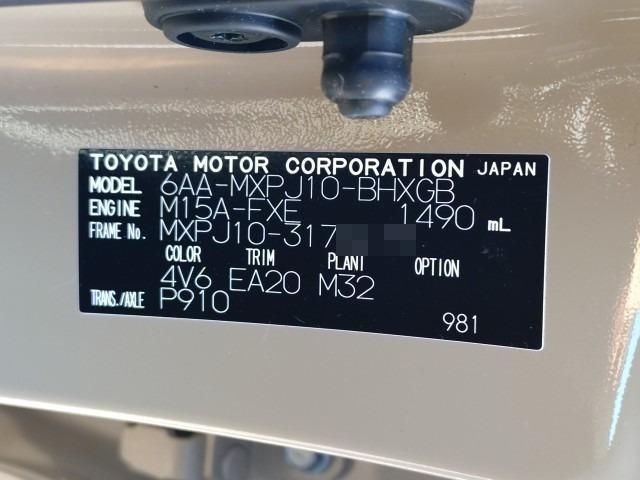 TOYOTA MOTOR CORPORATION JAPAN
MODEL 6AA-MXPJ10-BHXGB
ENGINE M15A-FXE 1490 mL
FRAME No. MXPJ10-317
COLOR TRIM PLANT OPTION
4V6 EA20 M32
TRANS./AXLE P910
981